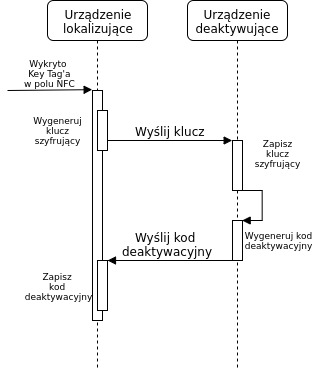 Urządzenie
lokalizujące
Urządzenie
deaktywujące
Wykryto
Key Tag'a
w polu NFC
Wygeneruj
klucz
szyfrujący
Wyślij klucz
Zapisz
klucz
szyfrujący
Wygeneruj kod
deaktywacyjny
Wyślij kod
deaktywacyjny
Zapisz
kod
deaktywacyjny